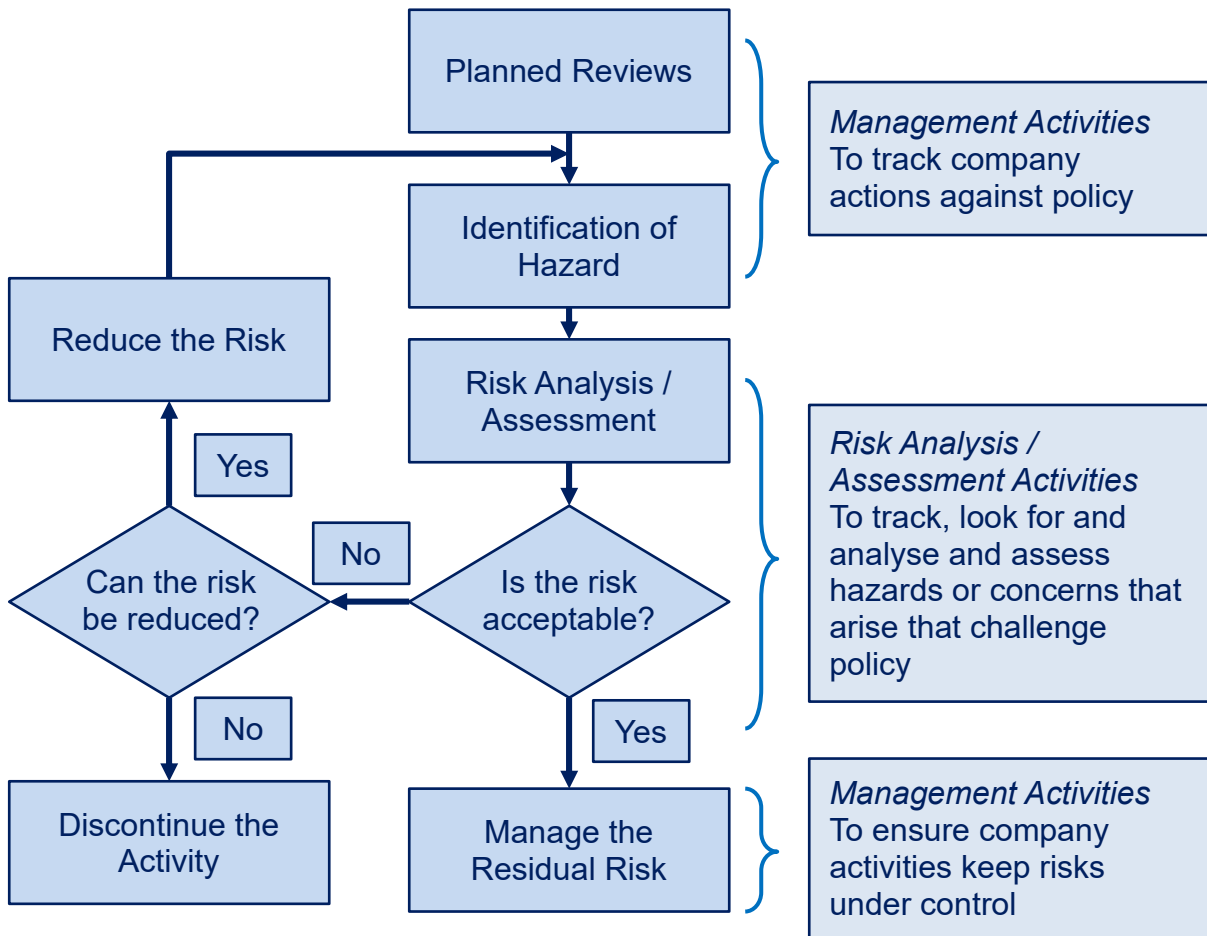 Planned Reviews
Management Activities
To track company
actions against policy
Identification of
Hazard
Reduce the Risk
Risk Analysis /
Assessment
Yes
Risk Analysis /
Assessment Activities
To track, look for and
analyse and assess
hazards or concerns that
arise that challenge
policy
No
Can the risk
be reduced?
Is the risk
acceptable?
No
Yes
Discontinue the
Activity
Manage the
Residual Risk
Management Activities
To ensure company
activities keep risks
under control